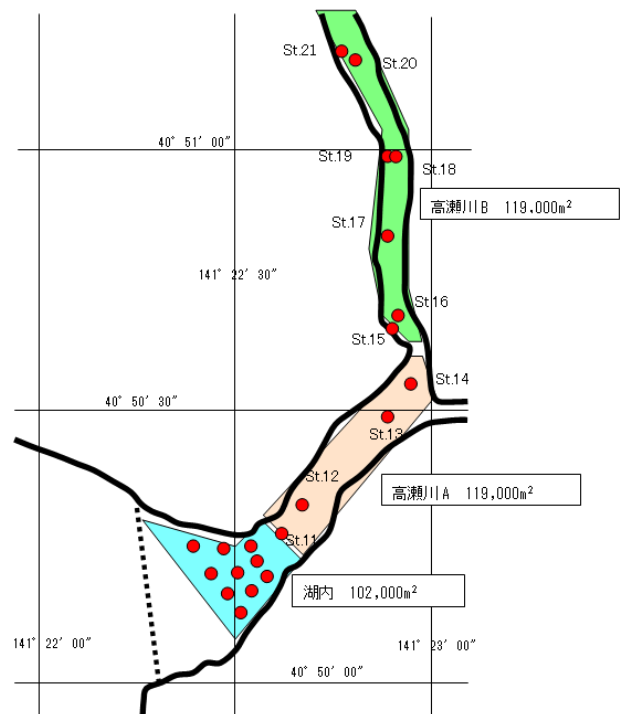 St.21
St.20
40° 51′ 00″
St.19
St.18
高瀬川B 119,000m²
St.17
141° 22′ 30″
St.16
St.15
St.14
40° 50′ 30″
St.13
St.12
高瀬川A 119,000m²
St.11
湖内 102,000m²
141° 22′ 00″
141° 23′ 00″
40° 50′ 00″